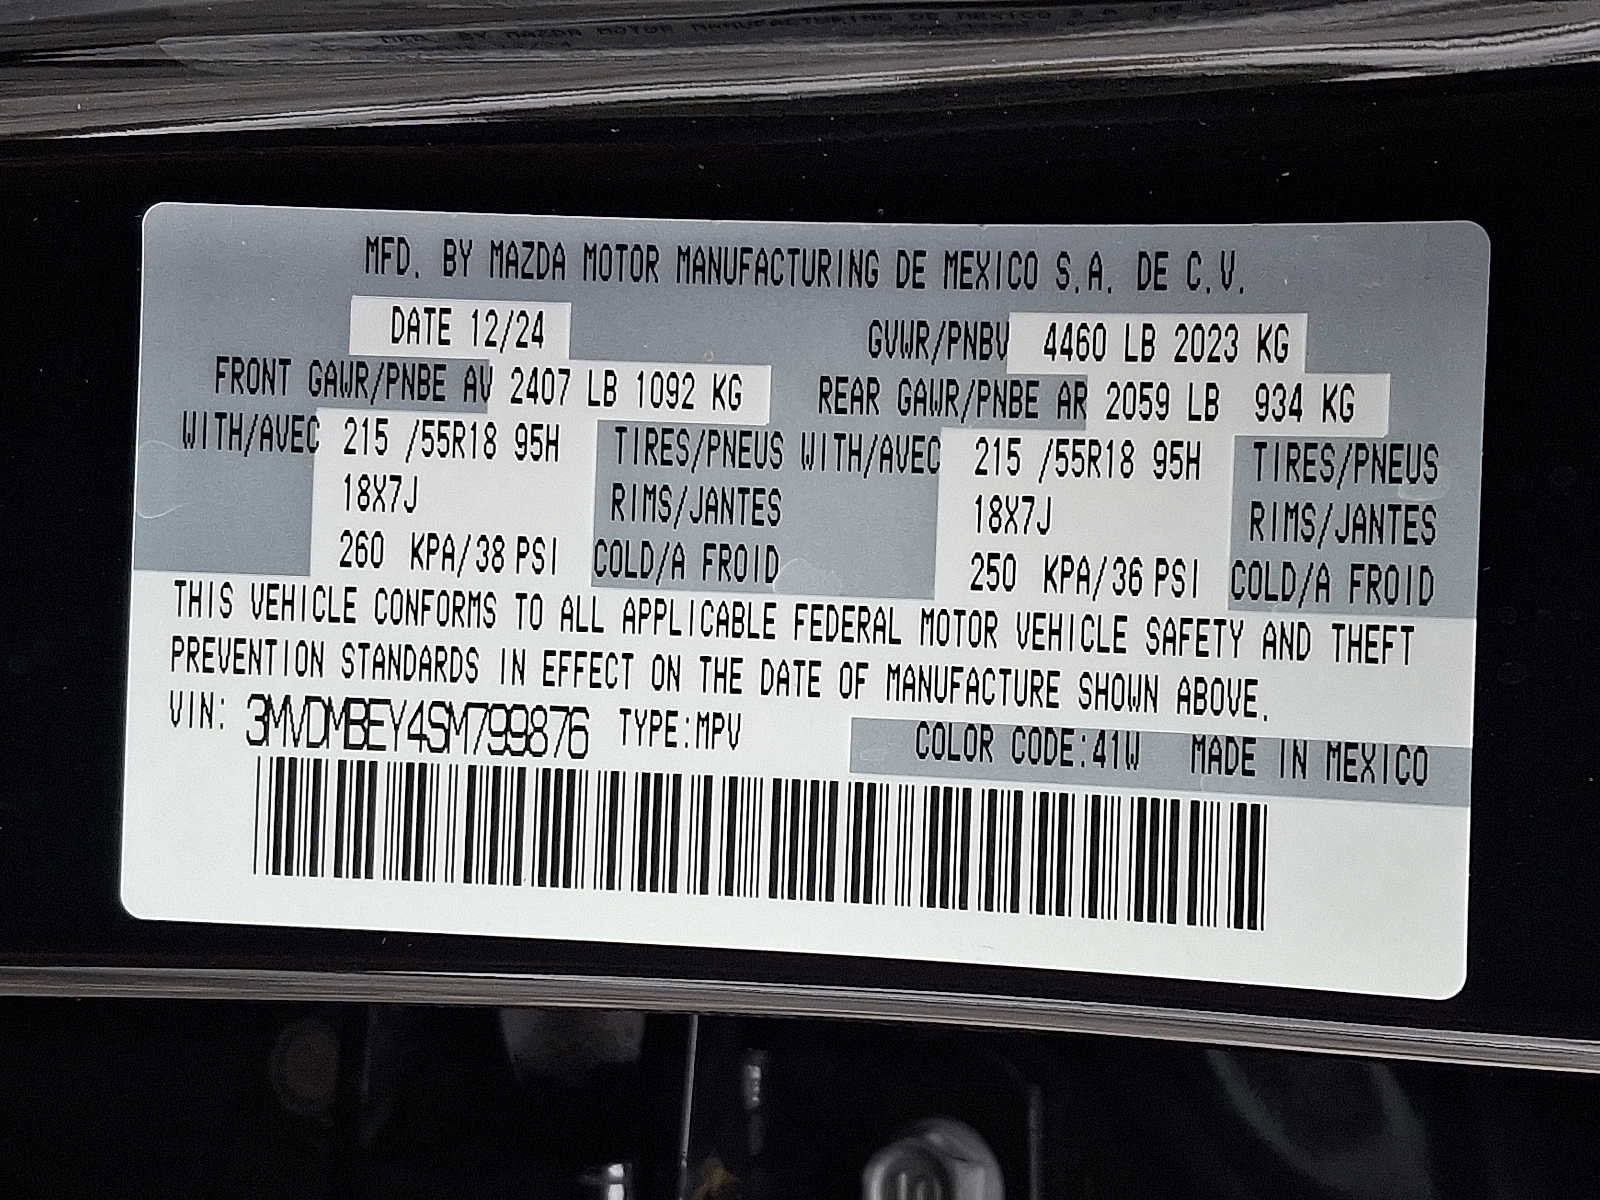 MFD. BY MAZDA MOTOR MANUFACTURING DE MEXICO S.A. DE C.V.
DATE 12/24 GVWR/PNBV 4460 LB 2023 KG
FRONT GAWR/PNBE AV 2407 LB 1092 KG REAR GAWR/PNBE AR 2059 LB 934 KG
WITH/AVEC 215 /55R18 95H TIRES/PNEUS WITH/AVEC 215 /55R18 95H TIRES/PNEUS
18X7J RIMS/JANTES 18X7J RIMS/JANTES
260 KPA/38 PSI COLD/A FROID 250 KPA/36 PSI COLD/A FROID
THIS VEHICLE CONFORMS TO ALL APPLICABLE FEDERAL MOTOR VEHICLE SAFETY AND THEFT
PREVENTION STANDARDS IN EFFECT ON THE DATE OF MANUFACTURE SHOWN ABOVE.
VIN: 3MVDMBEY4SM799876 TYPE:MPV COLOR CODE:41W MADE IN MEXICO